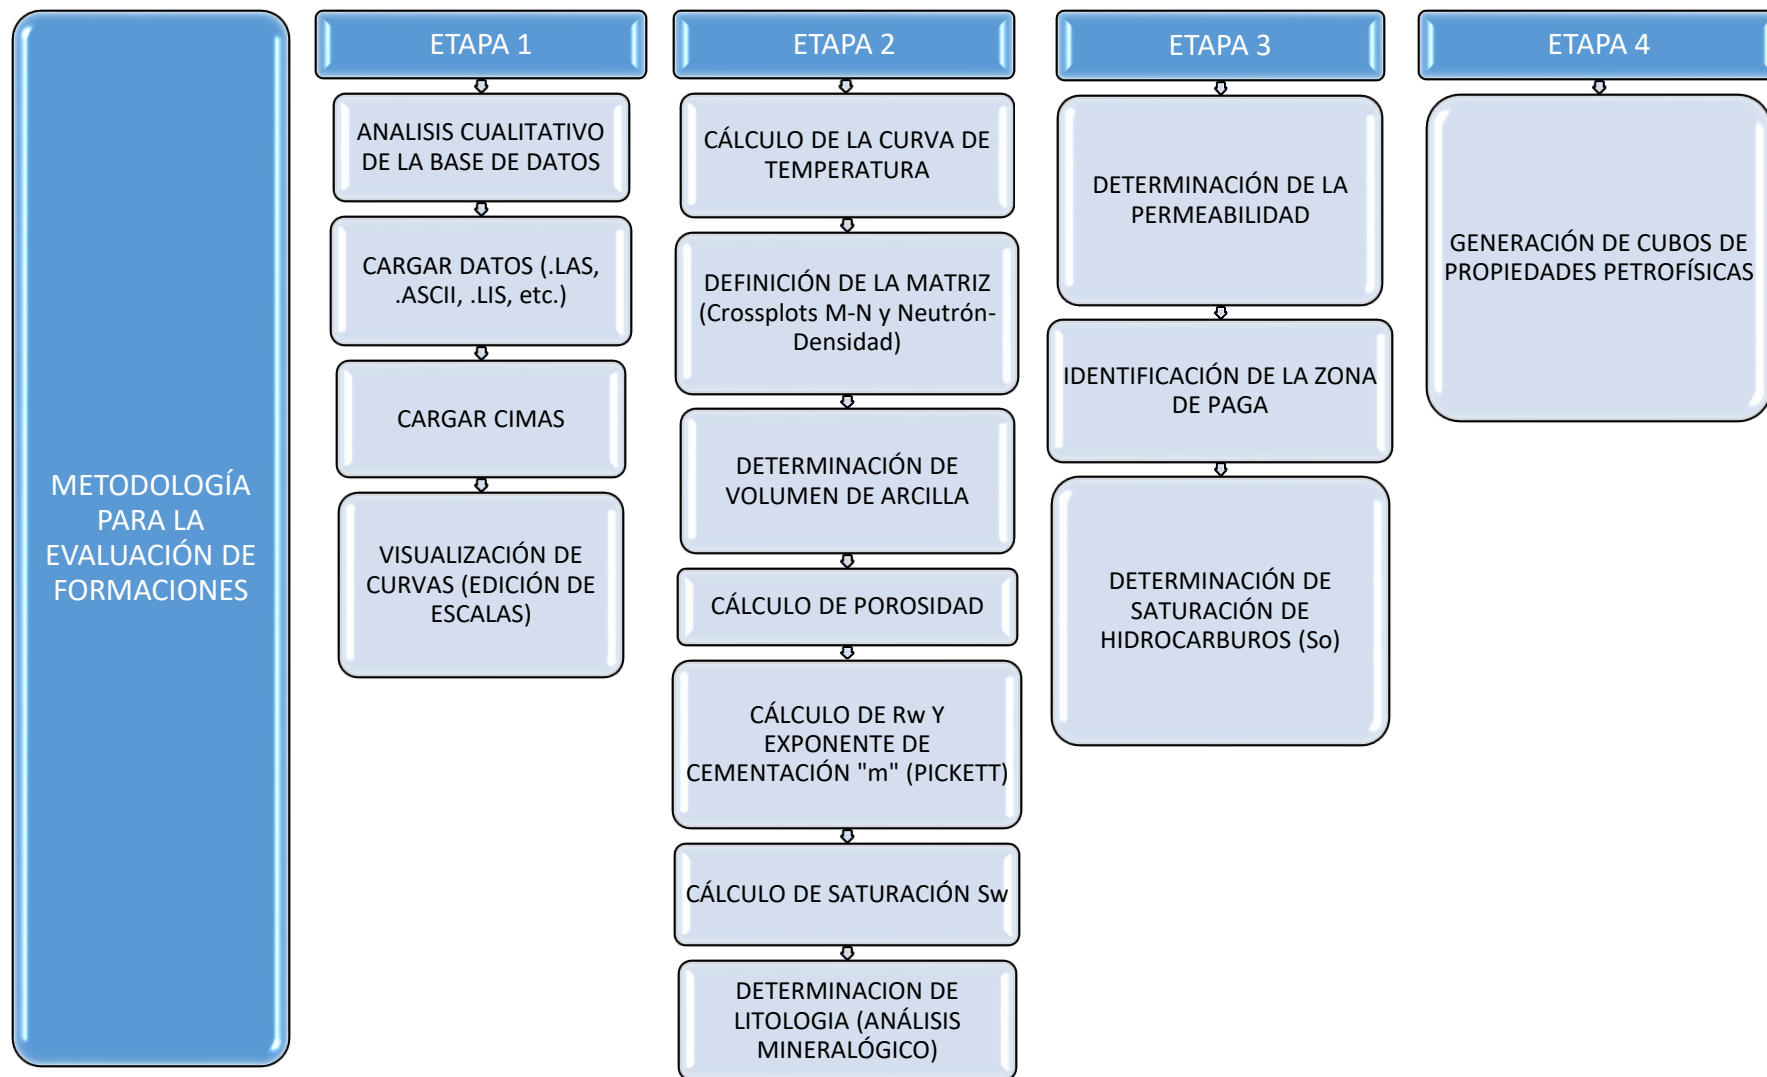 METODOLOGÍA
PARA LA
EVALUACIÓN DE
FORMACIONES
ETAPA 1
ANALISIS CUALITATIVO
DE LA BASE DE DATOS
CARGAR DATOS (.LAS,
.ASCII, .LIS, etc.)
CARGAR CIMAS
VISUALIZACIÓN DE
CURVAS (EDICIÓN DE
ESCALAS)
ETAPA 2
CÁLCULO DE LA CURVA DE
TEMPERATURA
DEFINICIÓN DE LA MATRIZ
(Crossplots M-N y Neutrón-
Densidad)
DETERMINACIÓN DE
VOLUMEN DE ARCILLA
CÁLCULO DE POROSIDAD
CÁLCULO DE Rw Y
EXPONENTE DE
CEMENTACIÓN "m" (PICKETT)
CÁLCULO DE SATURACIÓN Sw
DETERMINACION DE
LITOLOGIA (ANÁLISIS
MINERALÓGICO)
ETAPA 3
DETERMINACIÓN DE LA
PERMEABILIDAD
IDENTIFICACIÓN DE LA ZONA
DE PAGA
DETERMINACIÓN DE
SATURACIÓN DE
HIDROCARBUROS (So)
ETAPA 4
GENERACIÓN DE CUBOS DE
PROPIEDADES PETROFÍSICAS